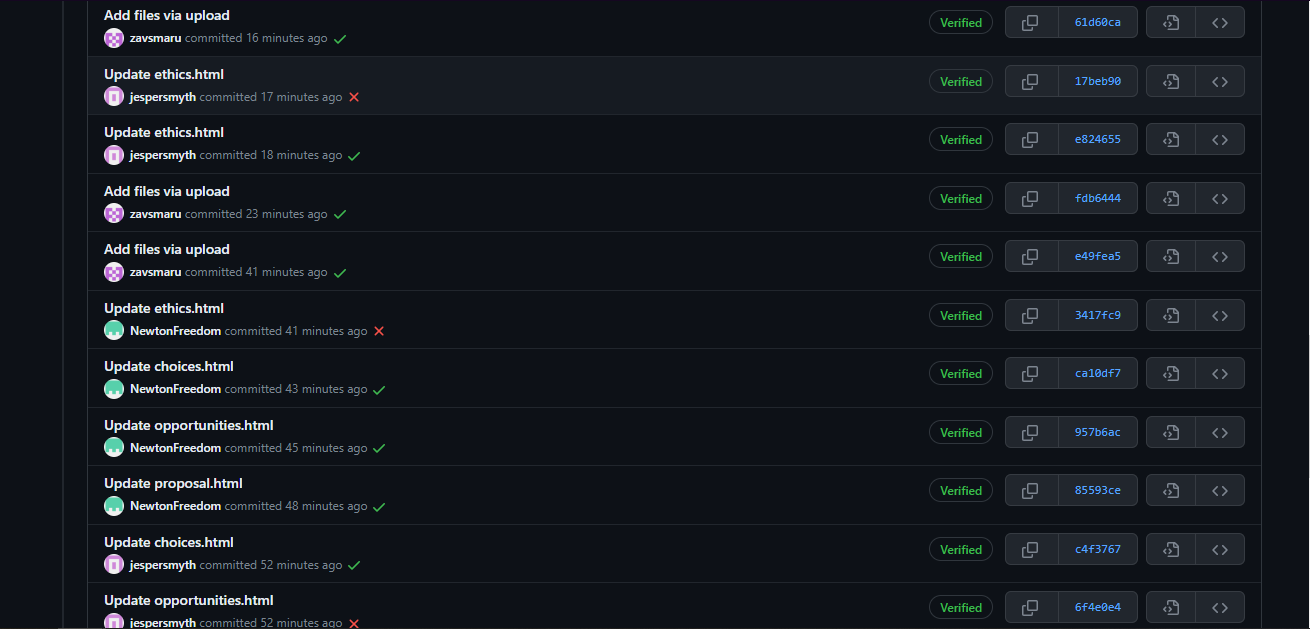 Add files via upload
zavsmaru committed 16 minutes ago
Verified
61d60ca
Update ethics.html
jespersmyth committed 17 minutes ago
Verified
17beb90
Update ethics.html
jespersmyth committed 18 minutes ago
Verified
e824655
Add files via upload
zavsmaru committed 23 minutes ago
Verified
fdb6444
Add files via upload
zavsmaru committed 41 minutes ago
Verified
e49fea5
Update ethics.html
NewtonFreedom committed 41 minutes ago
Verified
3417fc9
Update choices.html
NewtonFreedom committed 43 minutes ago
Verified
ca10df7
Update opportunities.html
NewtonFreedom committed 45 minutes ago
Verified
957b6ac
Update proposal.html
NewtonFreedom committed 48 minutes ago
Verified
85593ce
Update choices.html
jespersmyth committed 52 minutes ago
Verified
c4f3767
Update opportunities.html
jespersmyth committed 52 minutes ago
Verified
6f4e0e4